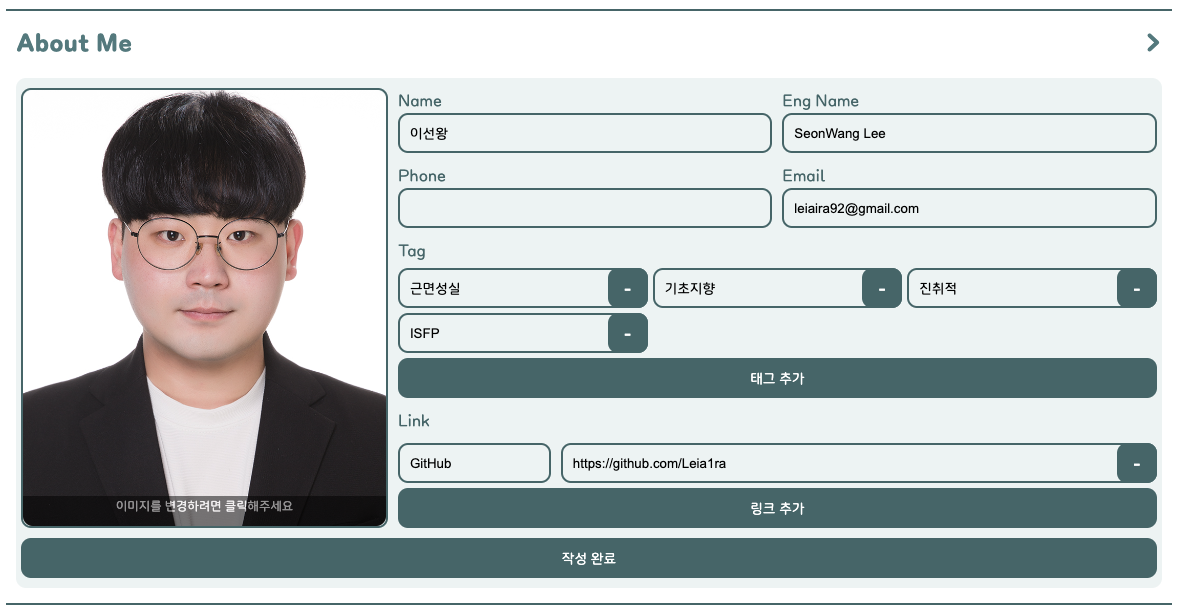 About Me
Name
이선왕
Eng Name
SeonWang Lee
Phone
Email
leiaira92@gmail.com
Tag
근면성실 -
기초지향 -
진취적 -
ISFP -
태그 추가
Link
GitHub
https://github.com/Leia1ra -
링크 추가
이미지를 변경하려면 클릭해주세요
작성 완료